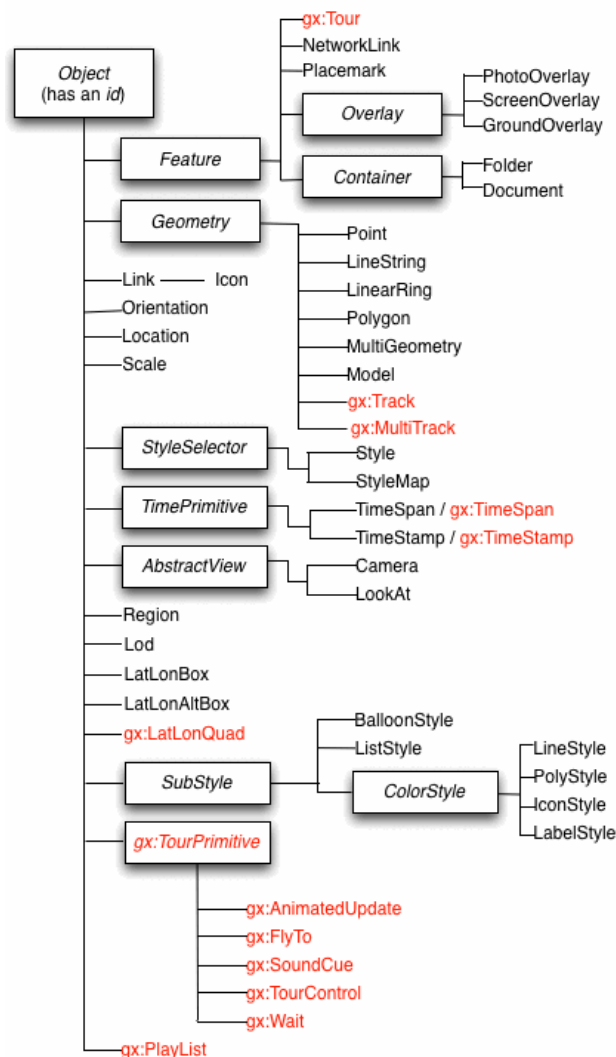 gx:Tour
NetworkLink
Placemark
Object
(has an id)
Overlay
PhotoOverlay
ScreenOverlay
GroundOverlay
Feature
Container
Folder
Document
Geometry
Point
LineString
LinearRing
Polygon
MultiGeometry
Model
gx:Track
gx:MultiTrack
Link Icon
Orientation
Location
Scale
StyleSelector
Style
StyleMap
TimePrimitive
TimeSpan / gx:TimeSpan
TimeStamp / gx:TimeStamp
AbstractView
Camera
LookAt
Region
Lod
LatLonBox
LatLonAltBox
gx:LatLonQuad
SubStyle
BalloonStyle
ListStyle
ColorStyle
LineStyle
PolyStyle
IconStyle
LabelStyle
gx:TourPrimitive
gx:AnimatedUpdate
gx:FlyTo
gx:SoundCue
gx:TourControl
gx:Wait
gx:PlayList